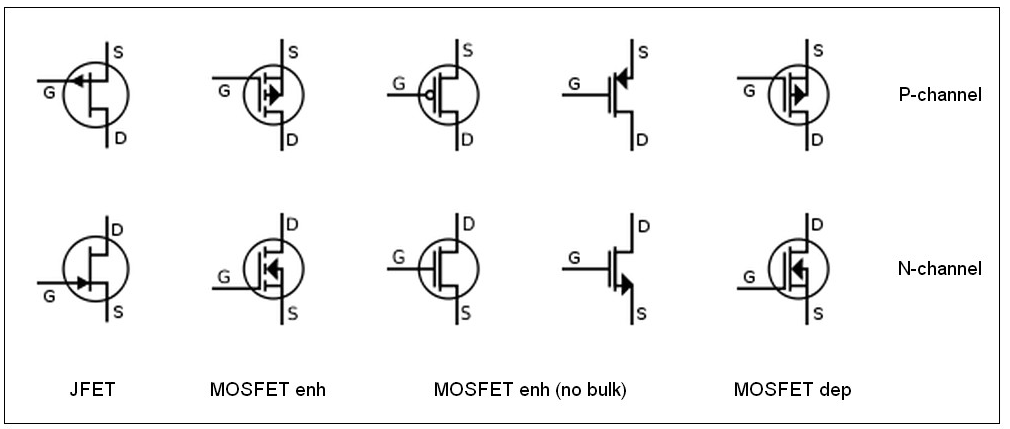 S S S S S
G G G G G P-channel
D D D D D
D D D D D
G G G G G N-channel
S S S S S
JFET MOSFET enh MOSFET enh (no bulk) MOSFET dep